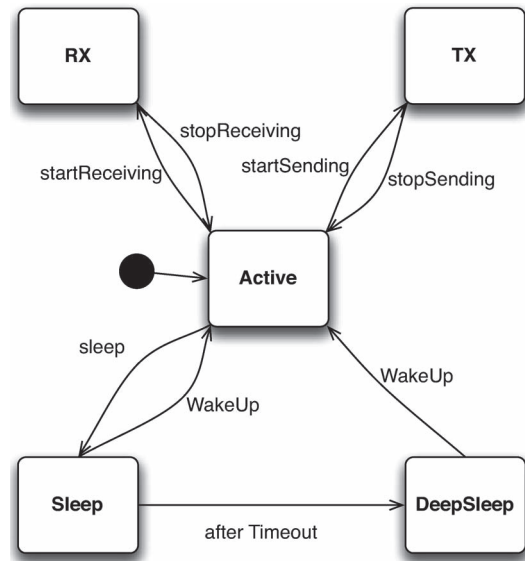 RX
TX
stopReceiving
startSending
startReceiving
stopSending
Active
sleep
WakeUp
WakeUp
Sleep
DeepSleep
after Timeout